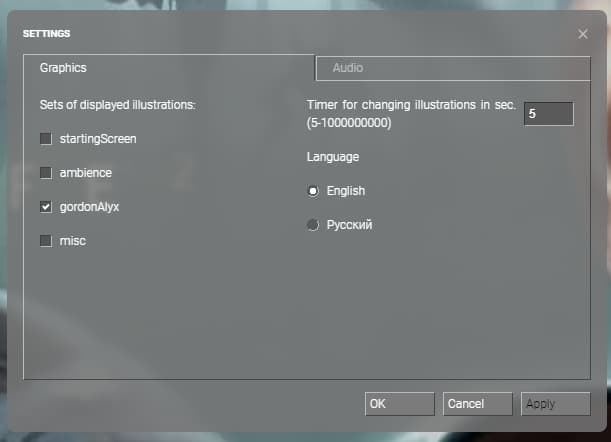 SETTINGS
Graphics
Audio
Sets of displayed illustrations:
startingScreen
ambience
gordonAlyx
misc
Timer for changing illustrations in sec.
(5-1000000000)
5
Language
English
Русский
OK
Cancel
Apply